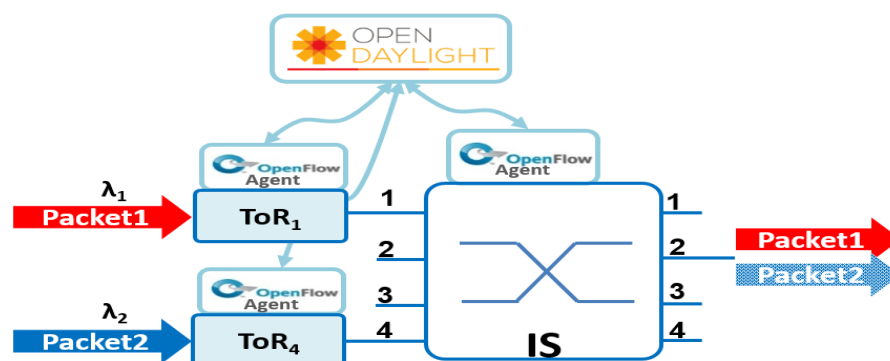 OPEN
DAYLIGHT
OpenFlow
Agent
OpenFlow
Agent
λ1
Packet1
ToR1
1
2
3
4
OpenFlow
Agent
λ2
Packet2
ToR4
IS
1
2
3
4
Packet1
Packet2